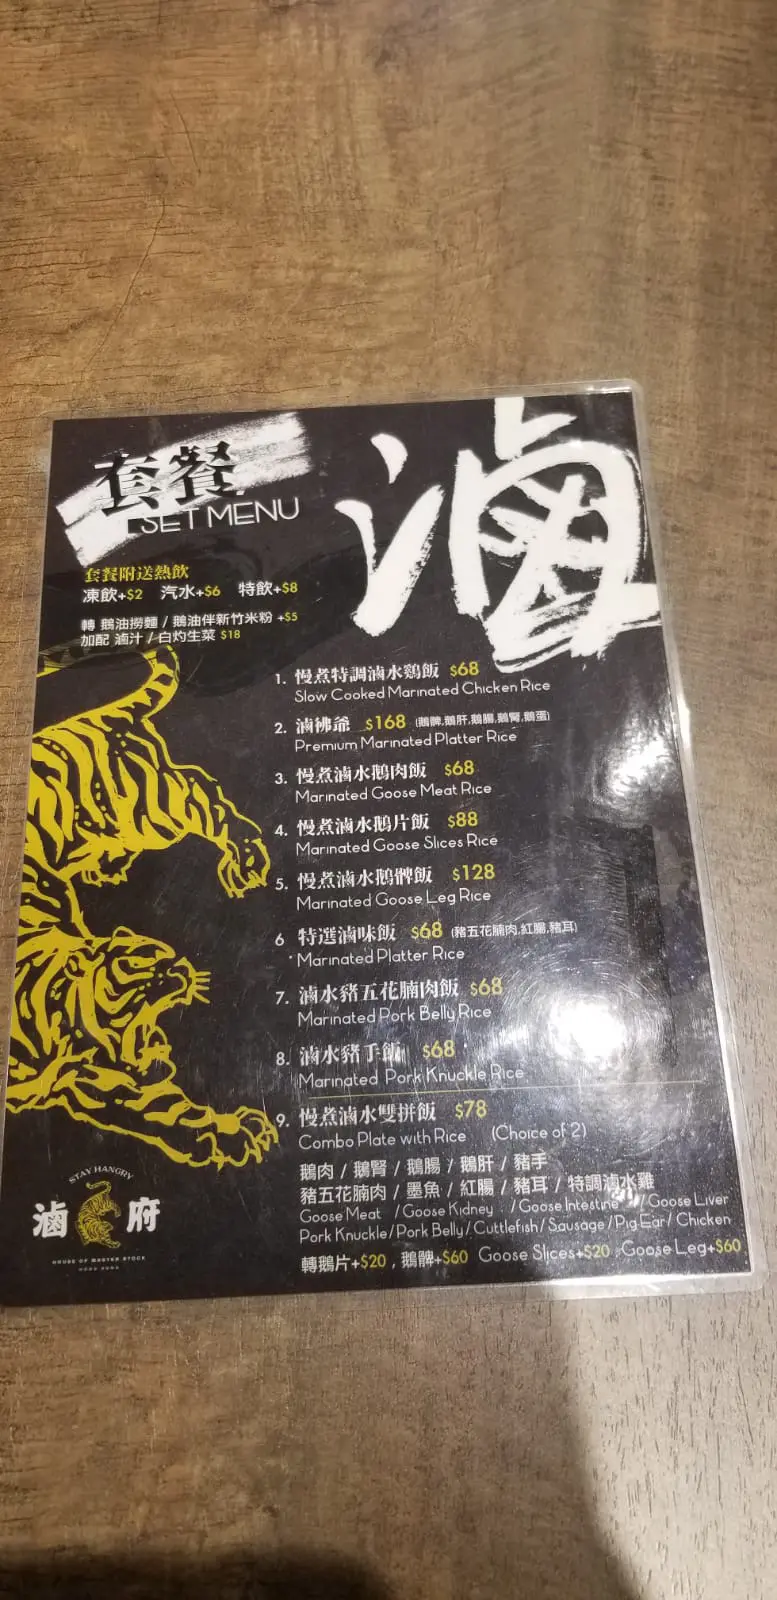 滷
套餐
SET MENU
套餐附送熱飲
凍飲+$2 汽水+$6 特飲+$8
轉 鵝油撈麵 / 鵝油伴新竹米粉 +$5
加配 滷汁 / 白灼生菜 $18
1. 慢煮特調滷水鷄飯 $68
Slow Cooked Marinated Chicken Rice
2. 滷彿爺 $168 (鵝髀,鵝肝,鵝腸,鵝腎,鵝蛋)
Premium Marinated Platter Rice
3. 慢煮滷水鵝肉飯 $68
Marinated Goose Meat Rice
4. 慢煮滷水鵝片飯 $88
Marinated Goose Slices Rice
5. 慢煮滷水鵝髀飯 $128
Marinated Goose Leg Rice
6 特選滷味飯 $68 (豬五花腩肉,紅腸,豬耳)
Marinated Platter Rice
7. 滷水豬五花腩肉飯 $68
Marinated Pork Belly Rice
8. 滷水豬手飯 $68
Marinated Pork Knuckle Rice
9. 慢煮滷水雙拼飯 $78
Combo Plate with Rice (Choice of 2)
鵝肉 / 鵝腎 / 鵝腸 / 鵝肝 / 豬手
豬五花腩肉 / 墨魚 / 紅腸 / 豬耳 / 特調滷水雞
Goose Meat / Goose Kidney / Goose Intestine / Goose Liver
Pork Knuckle / Pork Belly / Cuttlefish / Sausage / Pig Ear / Chicken
轉鵝片+$20 , 鵝髀+$60 Goose Slices+$20 Goose Leg+$60
STAY HANGRY
滷府
HOUSE OF MASTER STOCK
HONG KONG